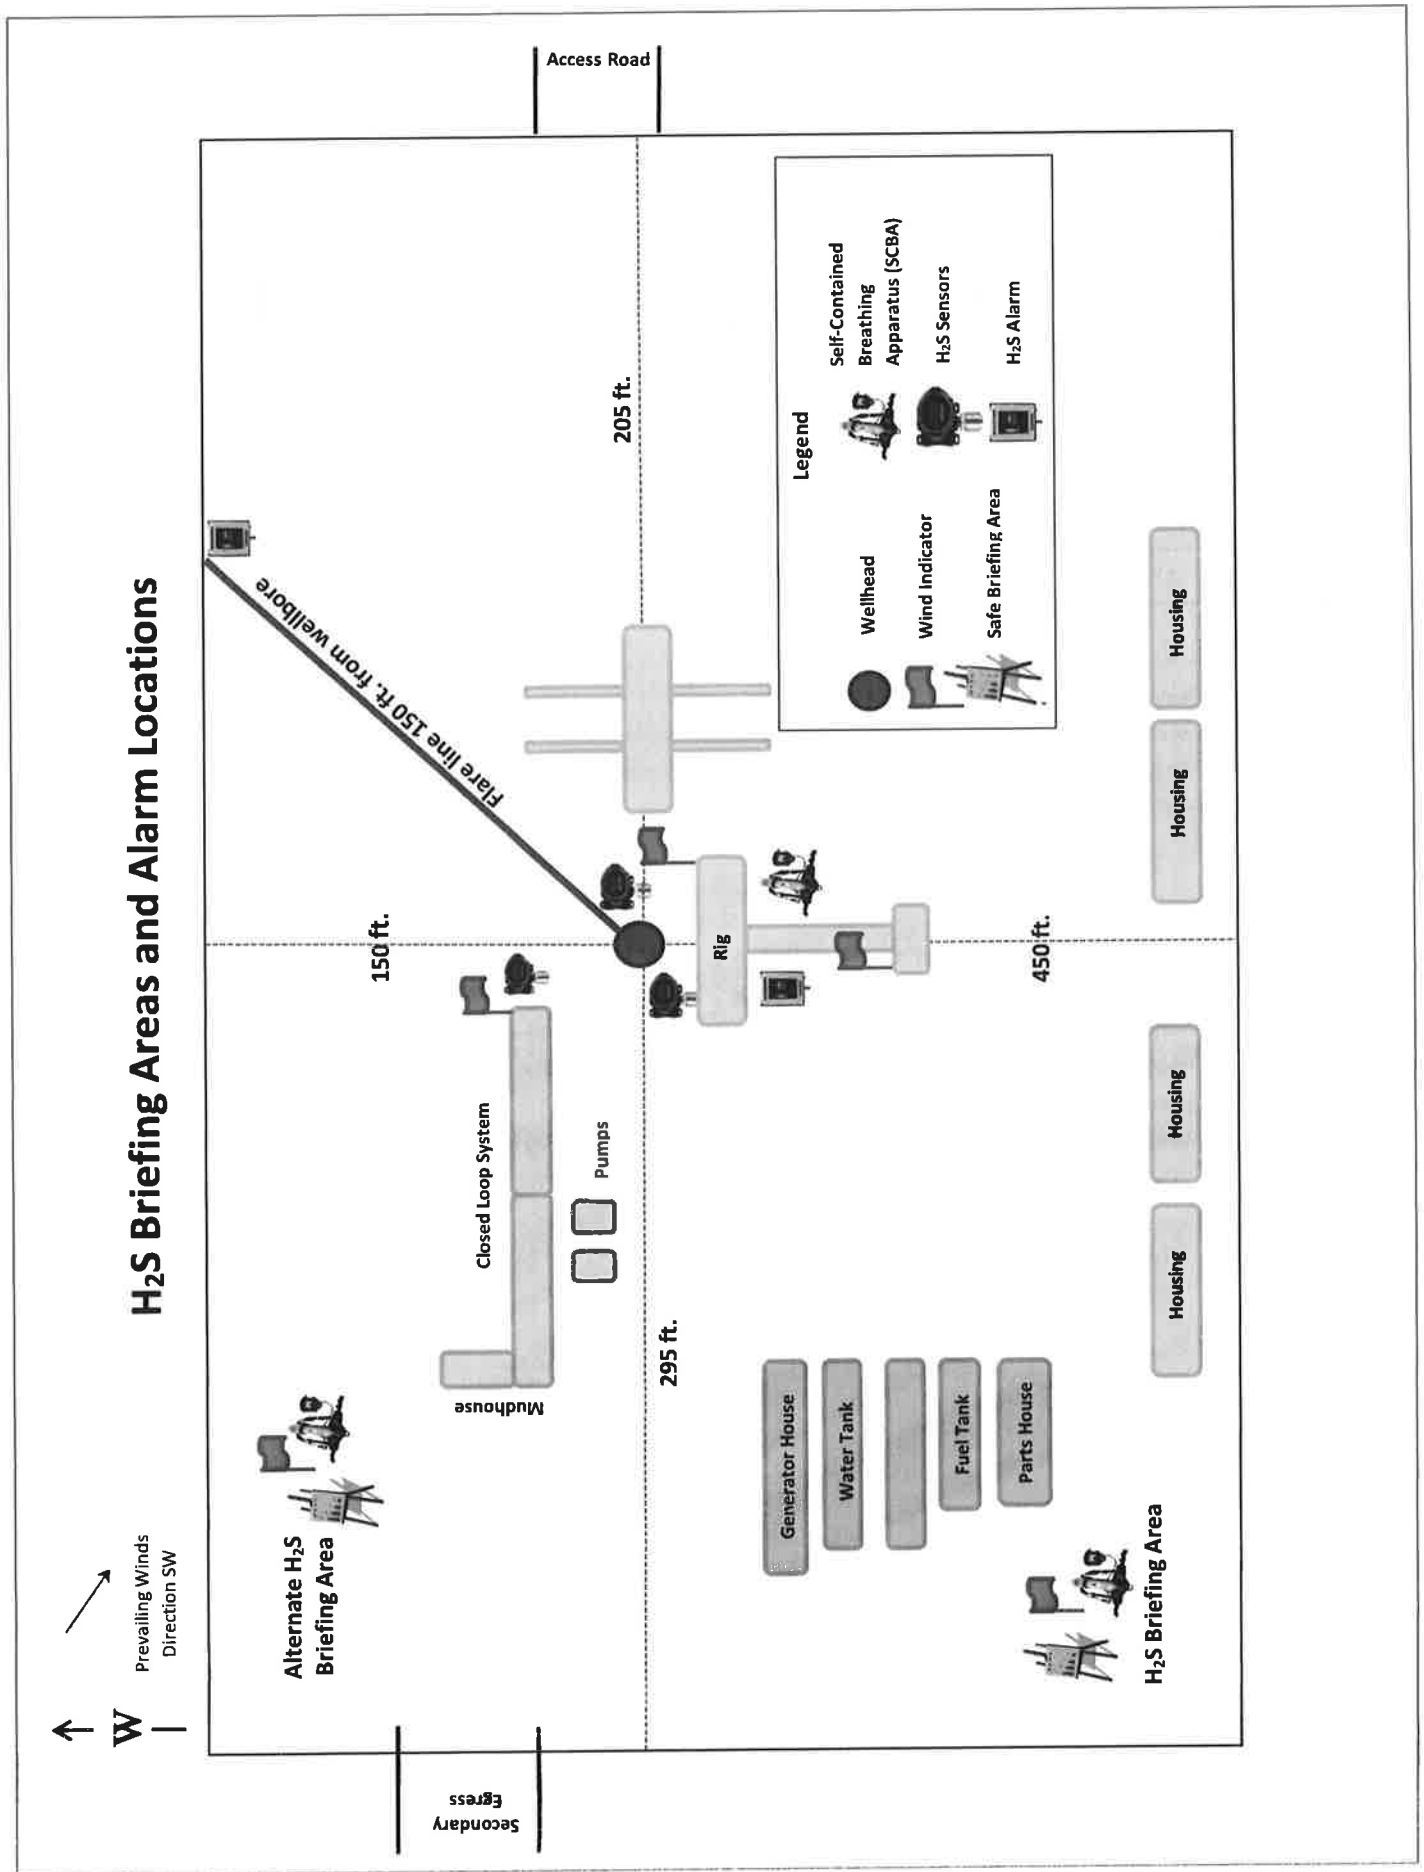 H₂S Briefing Areas and Alarm Locations
W
Prevailing Winds
Direction SW
Secondary
Egress
Alternate H₂S
Briefing Area
Mudhouse
Closed Loop System
Pumps
150 ft.
Flare line 150 ft. from wellbore
295 ft.
205 ft.
Access Road
Rig
450 ft.
Generator House
Water Tank
Fuel Tank
Parts House
H₂S Briefing Area
Housing
Housing
Housing
Housing
Legend
Wellhead
Wind Indicator
Safe Briefing Area
Self-Contained
Breathing
Apparatus (SCBA)
H₂S Sensors
H₂S Alarm